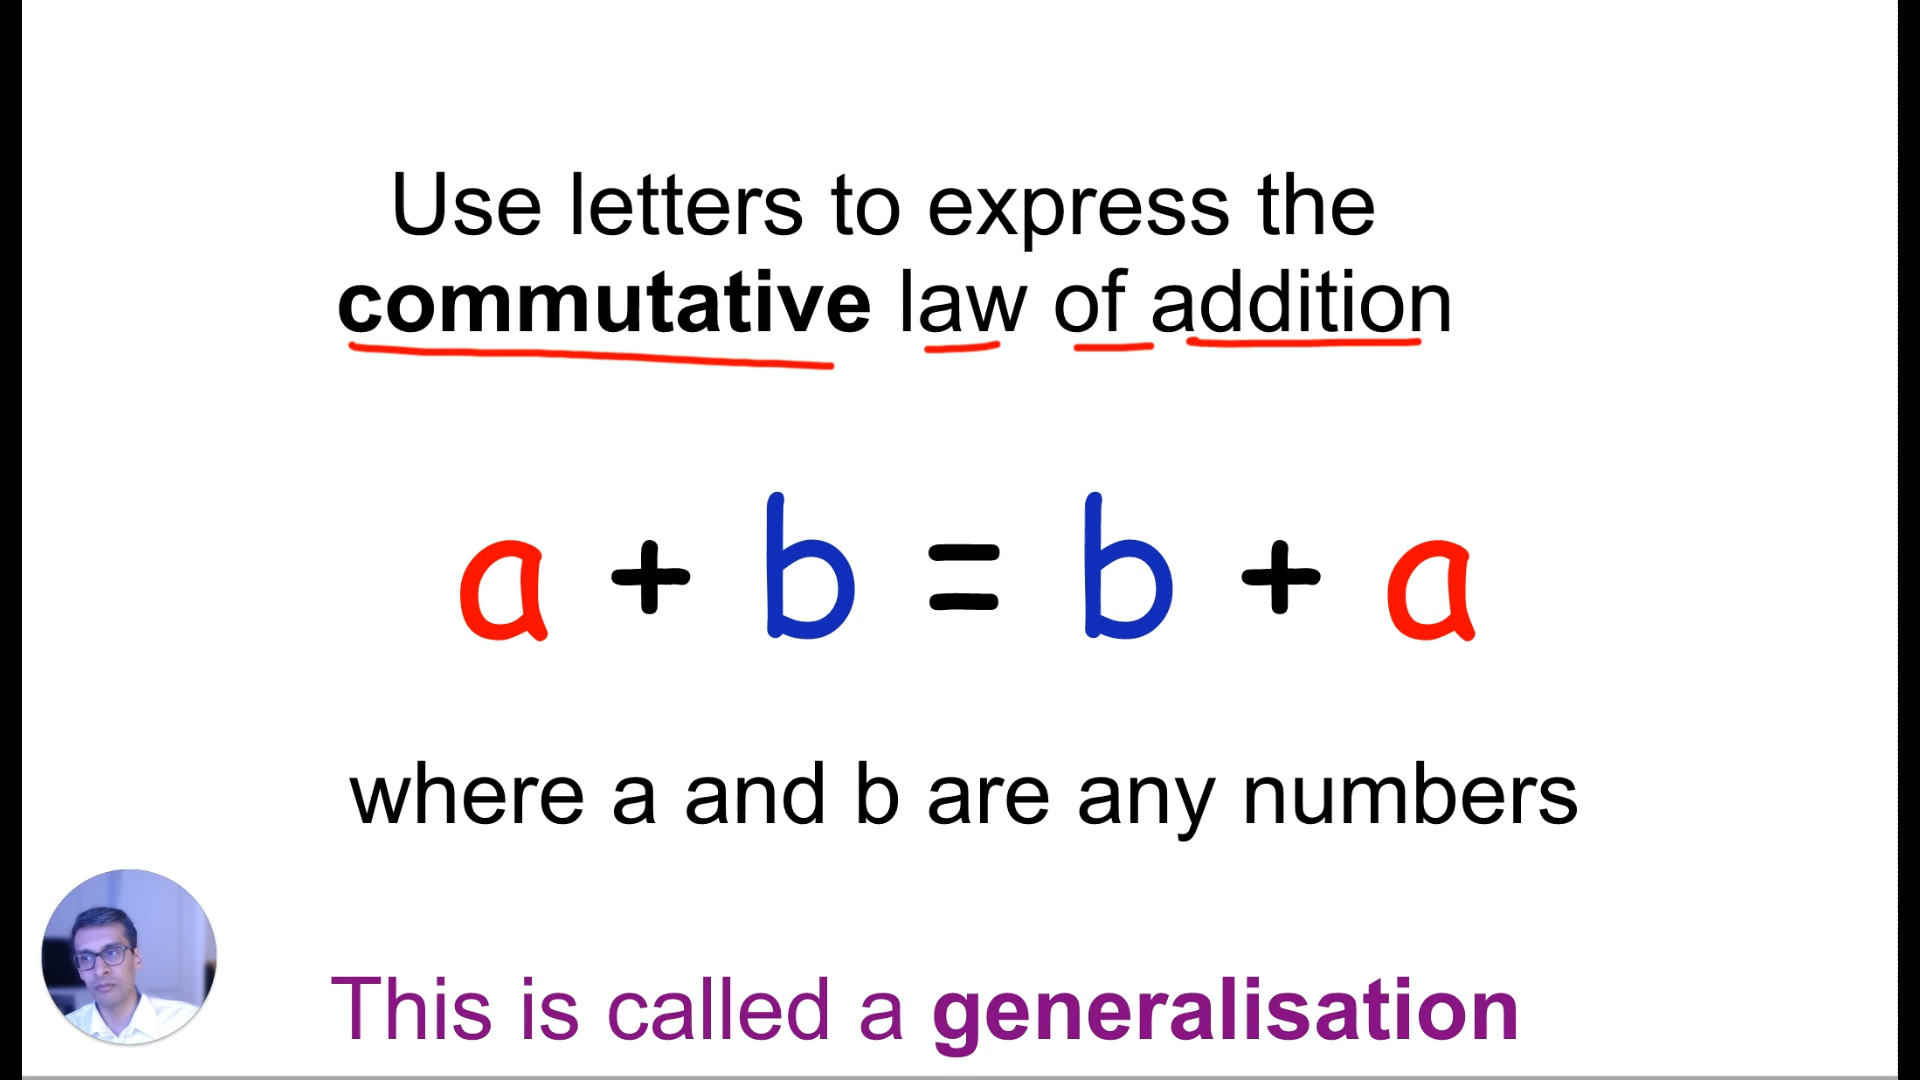 Use letters to express the
commutative law of addition
a + b = b + a
where a and b are any numbers
This is called a generalisation